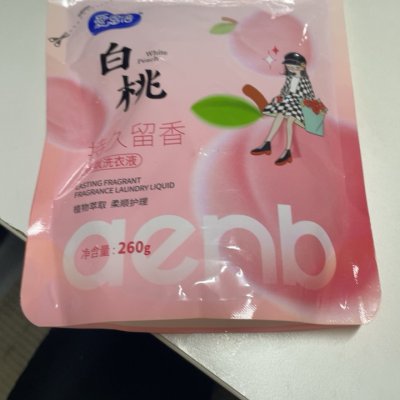 白桃
White
Peach
持久留香
洗衣液
LASTING FRAGRANT
FRAGRANCE LAUNDRY LIQUID
植物萃取 柔顺护理
aenb
净含量: 260g